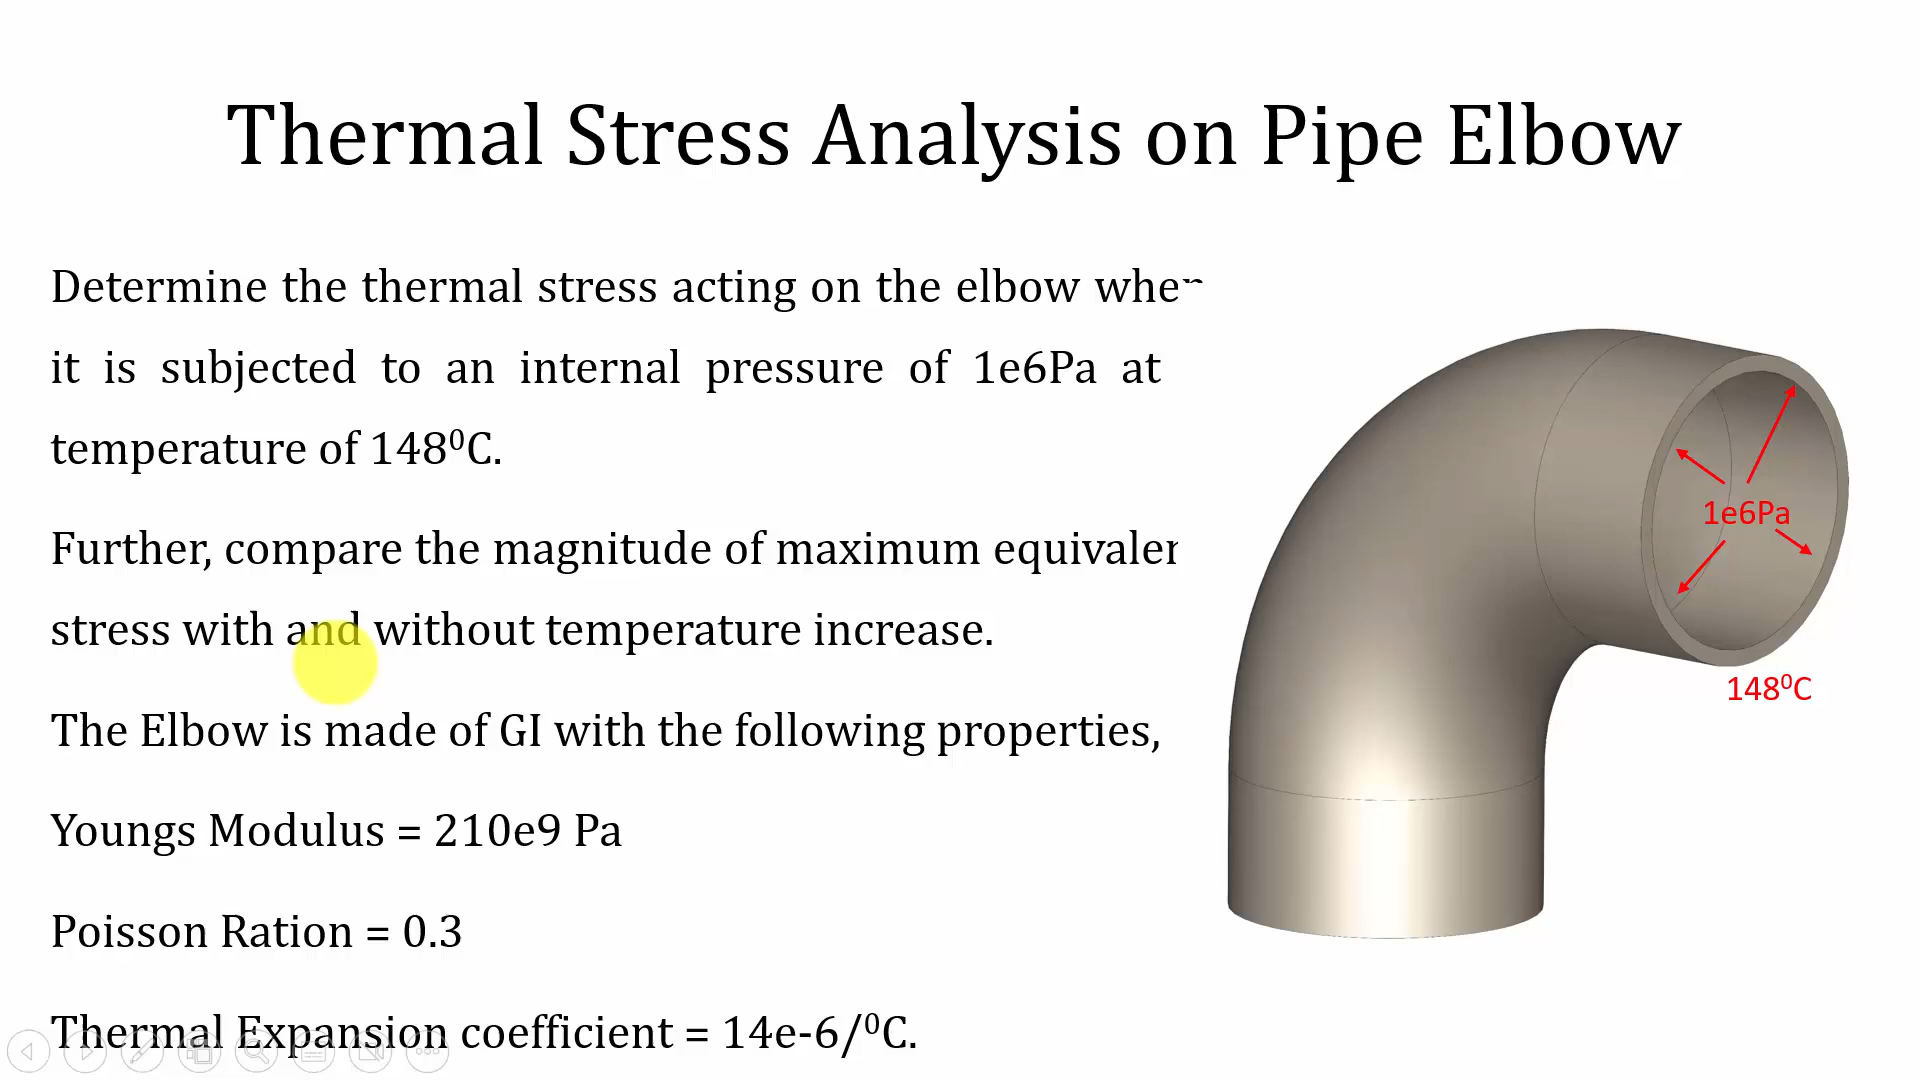 Thermal Stress Analysis on Pipe Elbow
Determine the thermal stress acting on the elbow when
it is subjected to an internal pressure of 1e6Pa at
temperature of 148⁰C.
Further, compare the magnitude of maximum equivalen
stress with and without temperature increase.
The Elbow is made of GI with the following properties,
Youngs Modulus = 210e9 Pa
Poisson Ration = 0.3
Thermal Expansion coefficient = 14e-6/⁰C.
1e6Pa
148⁰C